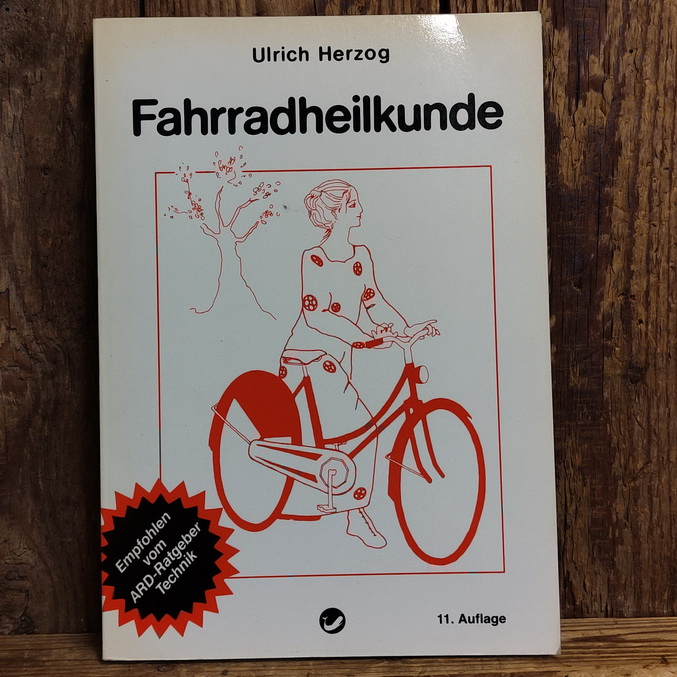 Ulrich Herzog
Fahrradheilkunde
Empfohlen
vom
ARD-Ratgeber
Technik
11. Auflage